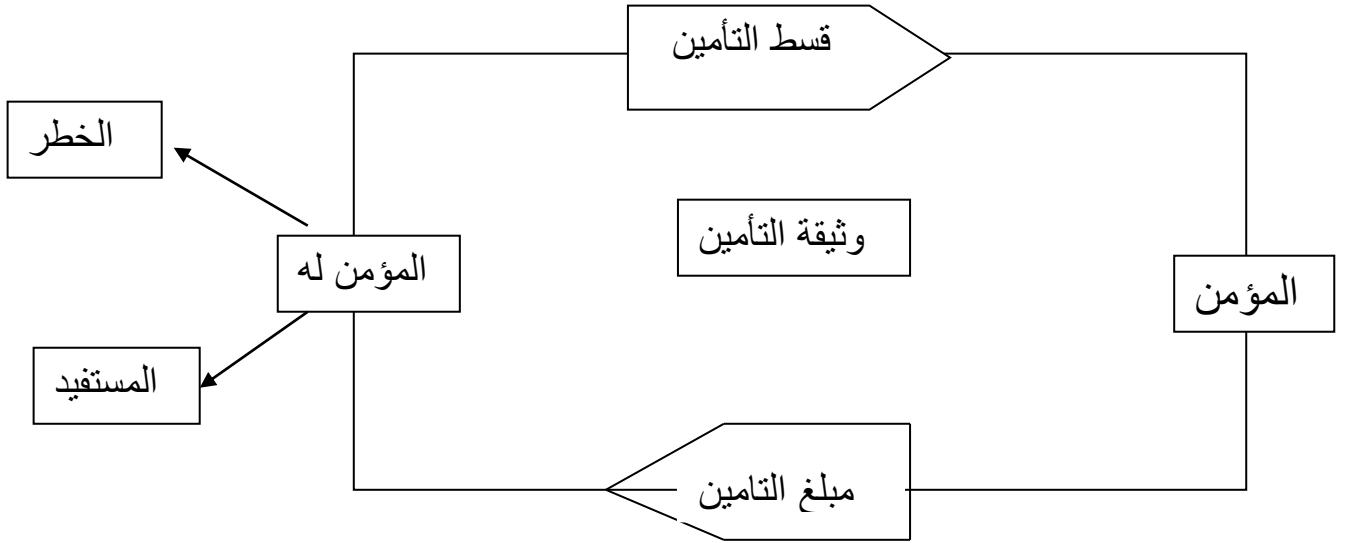 قسط التأمين
الخطر
وثيقة التأمين
المؤمن له
المؤمن
المستفيد
مبلغ التامين